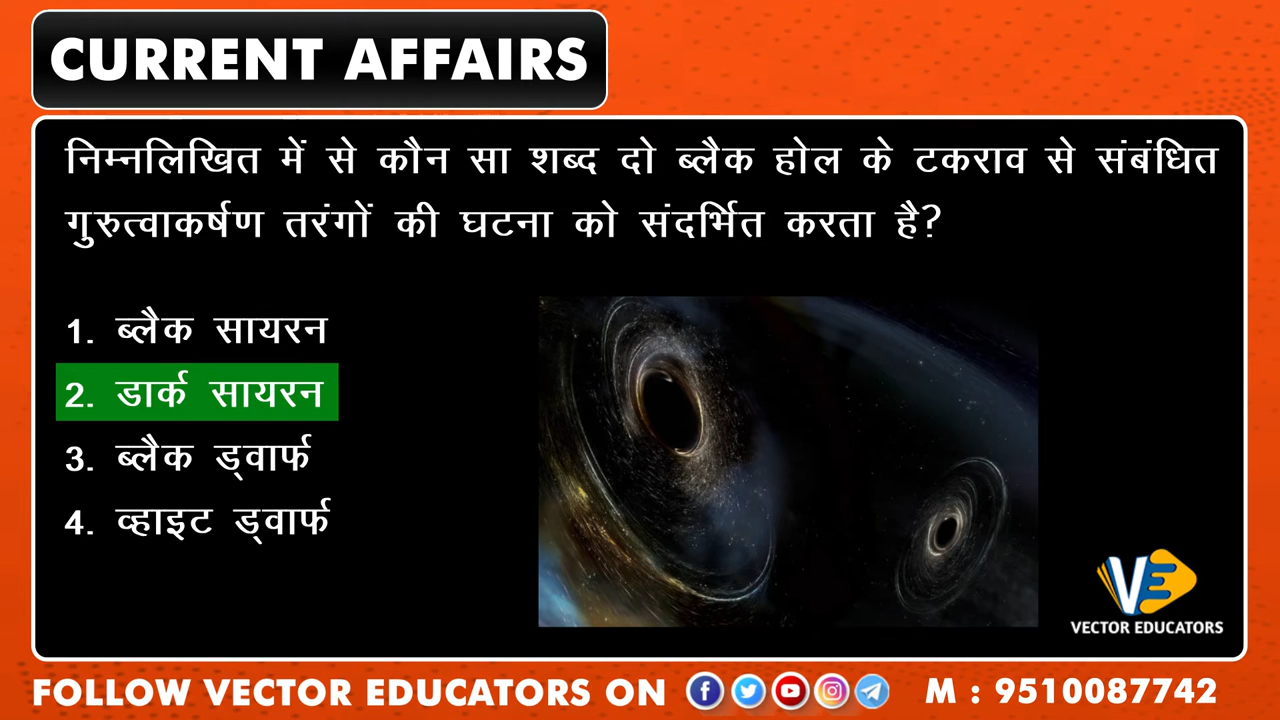 CURRENT AFFAIRS
निम्नलिखित में से कौन सा शब्द दो ब्लैक होल के टकराव से संबंधित
गुरुत्वाकर्षण तरंगों की घटना को संदर्भित करता है?
1. ब्लैक सायरन
2. डार्क सायरन
3. ब्लैक ड्वार्फ
4. व्हाइट ड्वार्फ
VE
VECTOR EDUCATORS
FOLLOW VECTOR EDUCATORS ON M : 9510087742